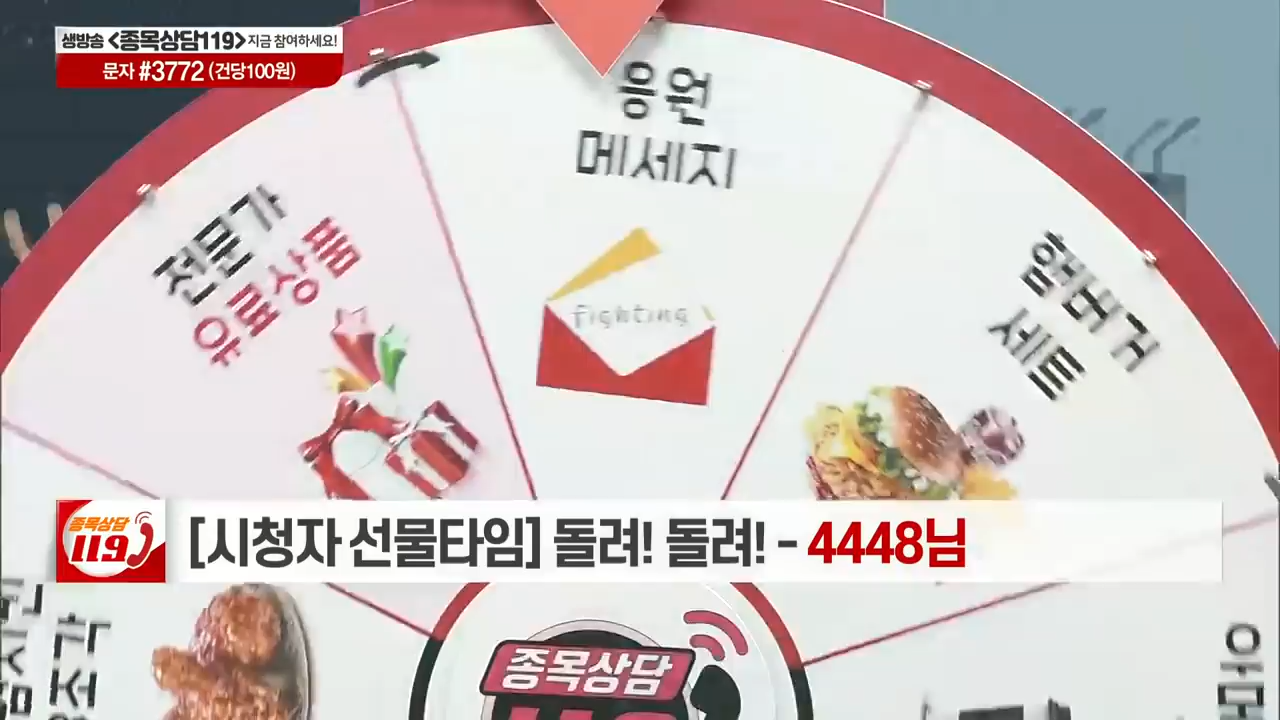 생방송 <종목상담119> 지금 참여하세요!
문자 #3772 (건당100원)
응원
메세지
전문가
유료상품
fighting
햄버거
세트
종목상담
119
[시청자 선물타임] 돌려! 돌려! - 4448님
종목상담